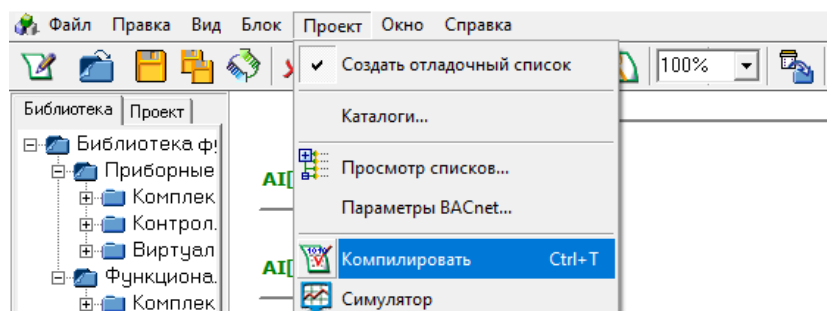 Файл Правка Вид Блок Проект Окно Справка
Создать отладочный список
100%
Библиотека Проект
Каталоги...
Библиотека ф
Приборные
Просмотр списков...
AI[
Комплек
Параметры BACnet...
Контрол.
Виртуал
Компилировать Ctrl+T
AI[
Функциона.
Комплек
Симулятор